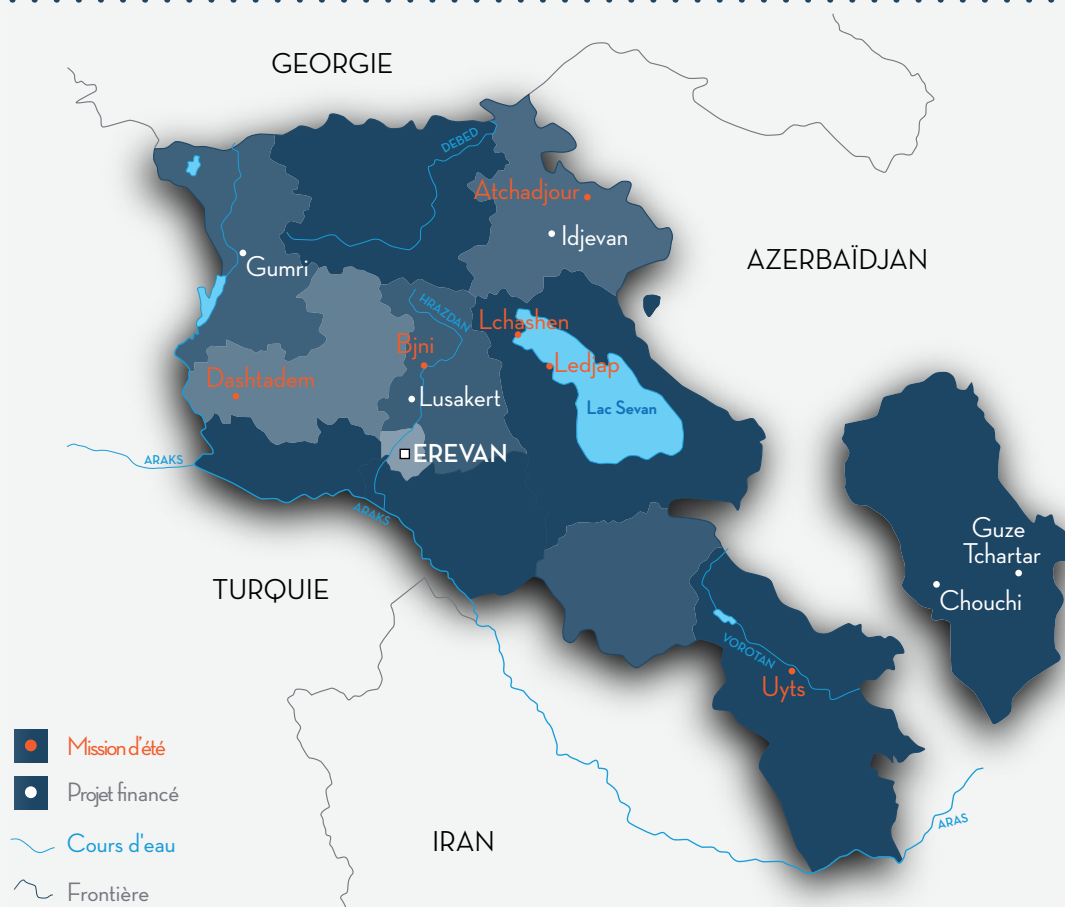 GEORGIE
DEBED
Atchadjour
Idjevan
AZERBAÏDJAN
Gumri
HRAZDAN
Lchashen
Bjni
Ledjap
Dashtadem
Lusakert
Lac Sevan
EREVAN
ARAKS
ARAKS
Guze
Tchartar
TURQUIE
Chouchi
VOROTAN
Uyts
Mission d'été
Projet financé
IRAN
ARAS
Cours d'eau
Frontière